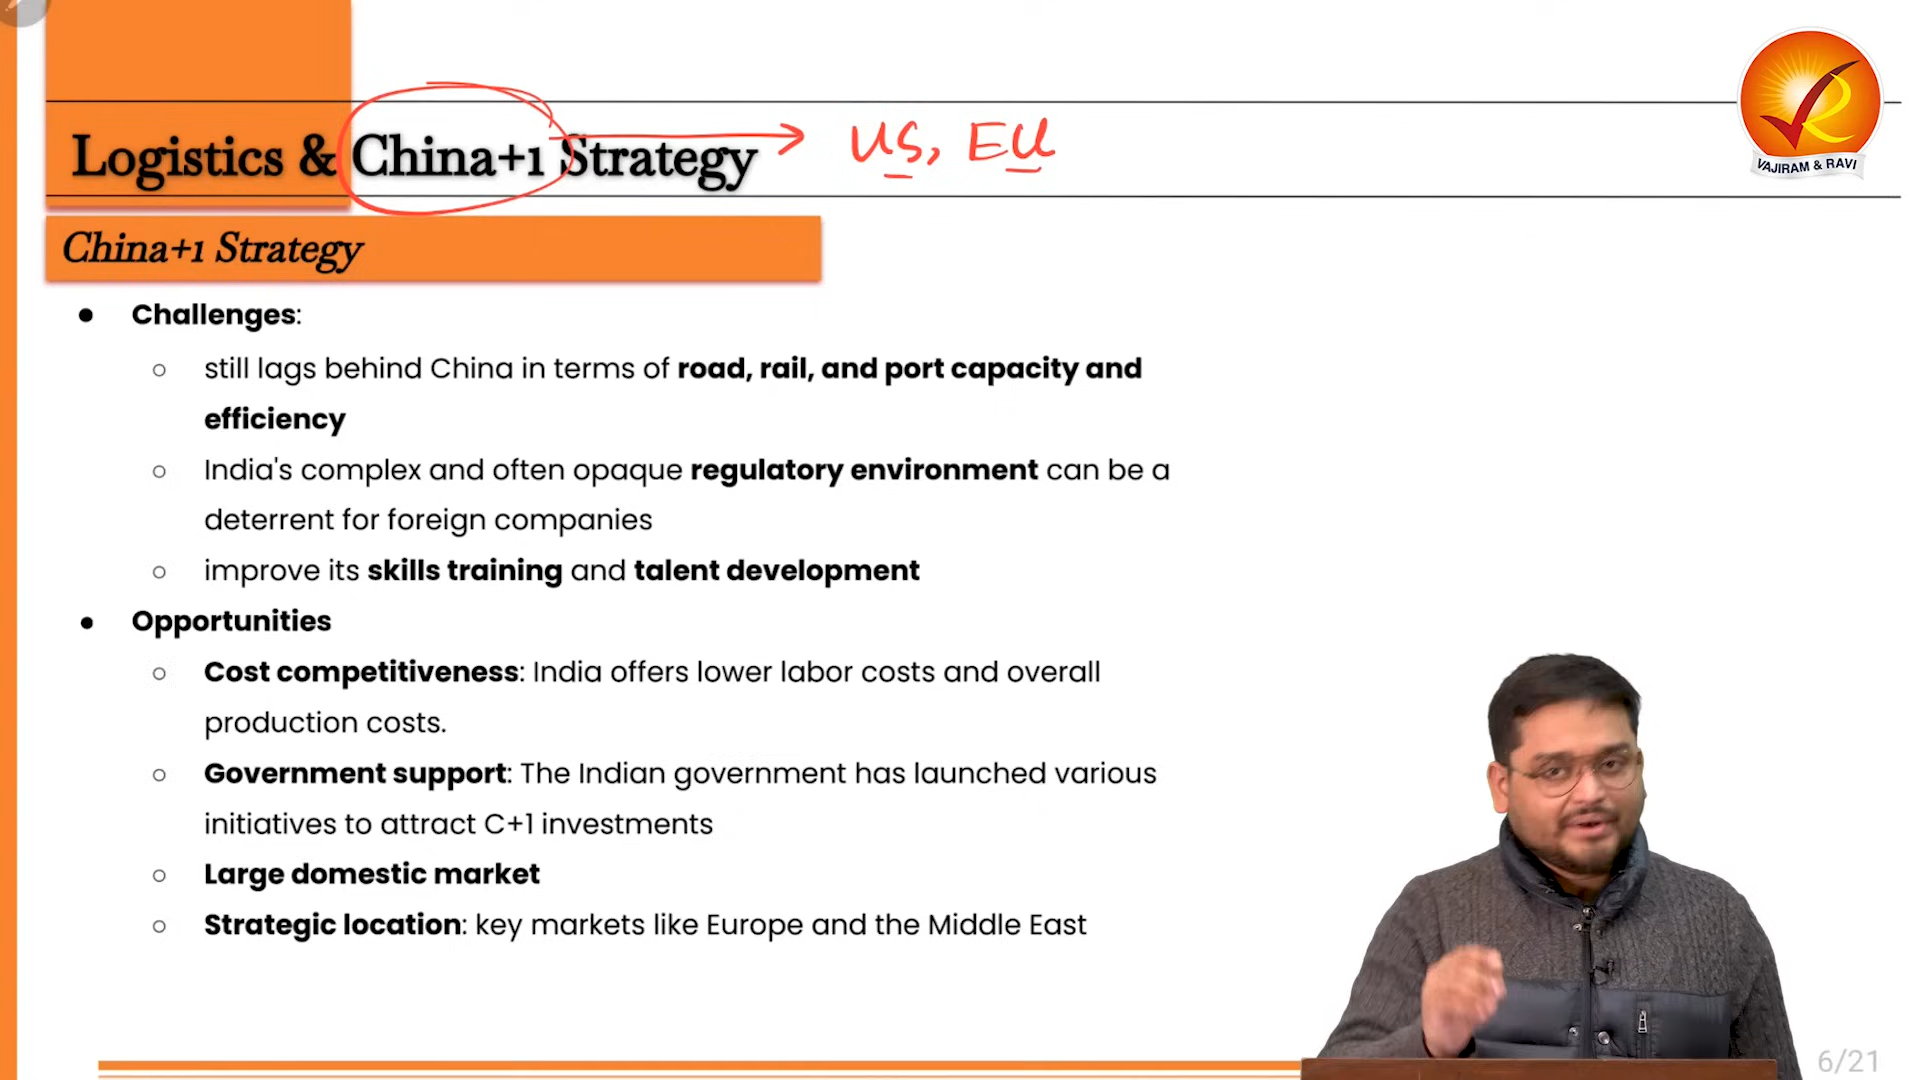 Logistics & China+1 Strategy
US, EU
VAJIRAM & RAVI
China+1 Strategy
● Challenges:
○ still lags behind China in terms of road, rail, and port capacity and
efficiency
○ India's complex and often opaque regulatory environment can be a
deterrent for foreign companies
○ improve its skills training and talent development
● Opportunities
○ Cost competitiveness: India offers lower labor costs and overall
production costs.
○ Government support: The Indian government has launched various
initiatives to attract C+1 investments
○ Large domestic market
○ Strategic location: key markets like Europe and the Middle East
6/21